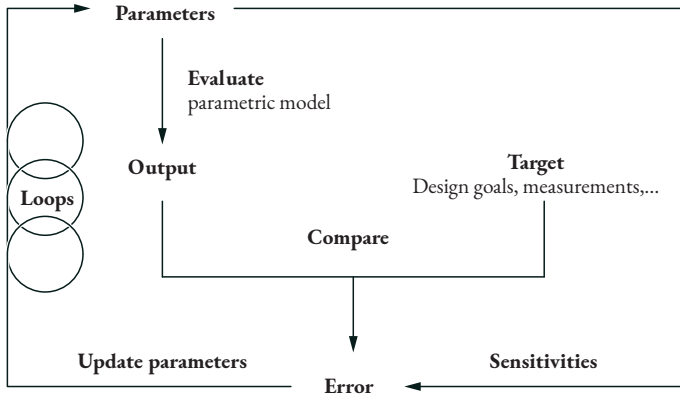 Parameters
Evaluate
parametric model
Output
Target
Design goals, measurements,...
Loops
Compare
Update parameters
Sensitivities
Error